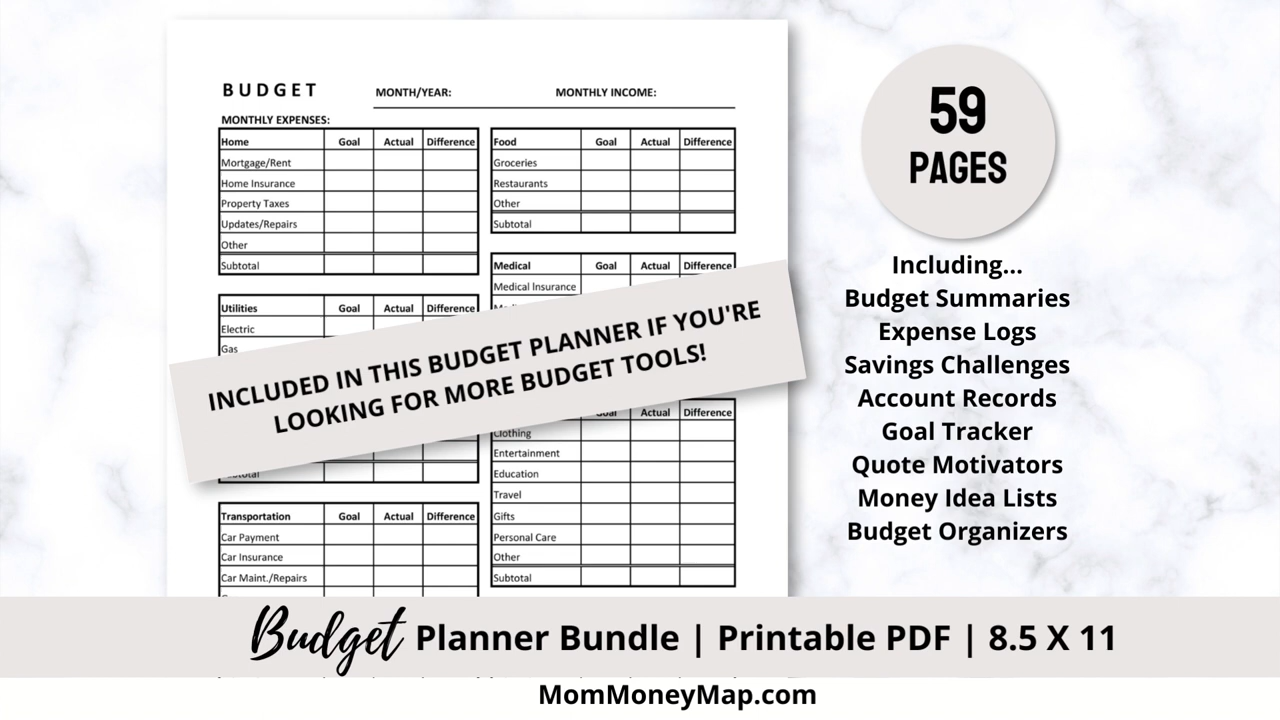 BUDGET MONTH/YEAR: MONTHLY INCOME:
MONTHLY EXPENSES:
Home Goal Actual Difference
Mortgage/Rent
Home Insurance
Property Taxes
Updates/Repairs
Other
Subtotal
Utilities Goal Actual Difference
Electric
Gas
Subtotal
Transportation Goal Actual Difference
Car Payment
Car Insurance
Car Maint./Repairs
Food Goal Actual Difference
Groceries
Restaurants
Other
Subtotal
Medical Goal Actual Difference
Medical Insurance
Goal Actual Difference
Clothing
Entertainment
Education
Travel
Gifts
Personal Care
Other
Subtotal
INCLUDED IN THIS BUDGET PLANNER IF YOU'RE
LOOKING FOR MORE BUDGET TOOLS!
59
PAGES
Including...
Budget Summaries
Expense Logs
Savings Challenges
Account Records
Goal Tracker
Quote Motivators
Money Idea Lists
Budget Organizers
Budget Planner Bundle | Printable PDF | 8.5 X 11
MomMoneyMap.com